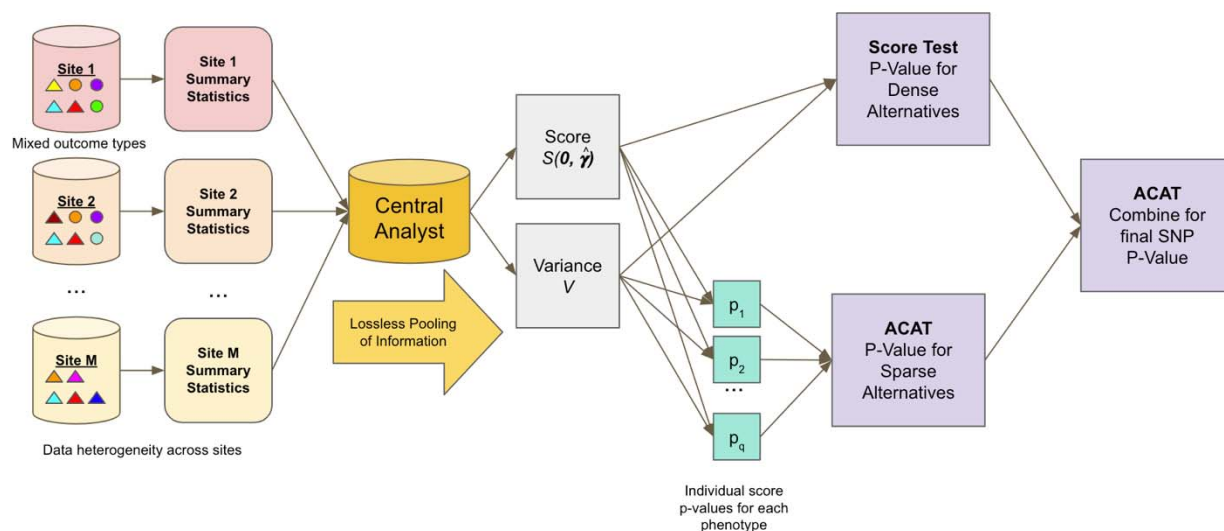 Site 1
Mixed outcome types
Site 1
Summary
Statistics
Site 2
Site 2
Summary
Statistics
...
...
Site M
Site M
Summary
Statistics
Data heterogeneity across sites
Central
Analyst
Lossless Pooling
of Information
Score
S(0, γ̂)
Variance
V
p1
p2
...
pq
Individual score
p-values for each
phenotype
Score Test
P-Value for
Dense
Alternatives
ACAT
P-Value for
Sparse
Alternatives
ACAT
Combine for
final SNP
P-Value